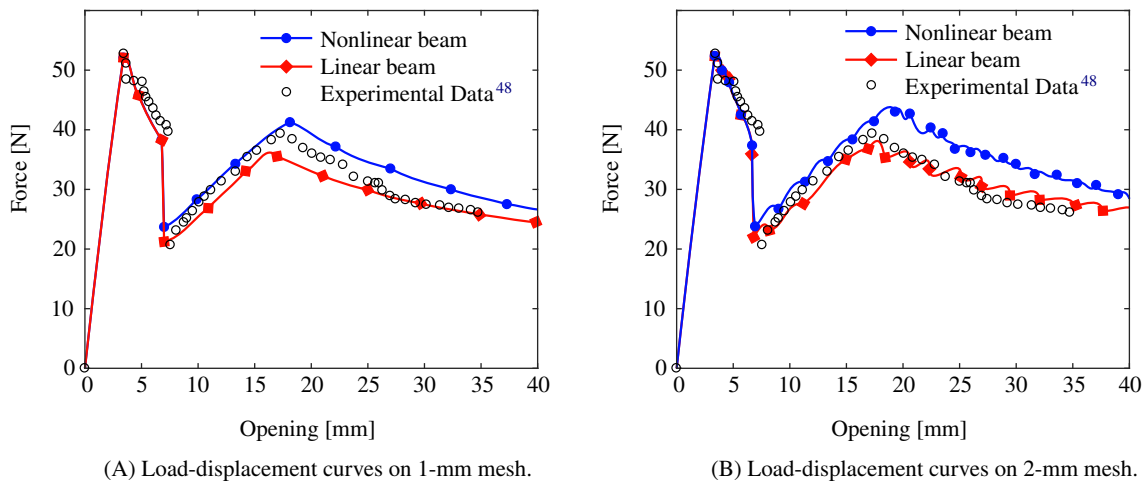 Nonlinear beam
Linear beam
Experimental Data48
Force [N]
50
40
30
20
10
0
0 5 10 15 20 25 30 35 40
Opening [mm]
(A) Load-displacement curves on 1-mm mesh.
Nonlinear beam
Linear beam
Experimental Data48
Force [N]
50
40
30
20
10
0
0 5 10 15 20 25 30 35 40
Opening [mm]
(B) Load-displacement curves on 2-mm mesh.